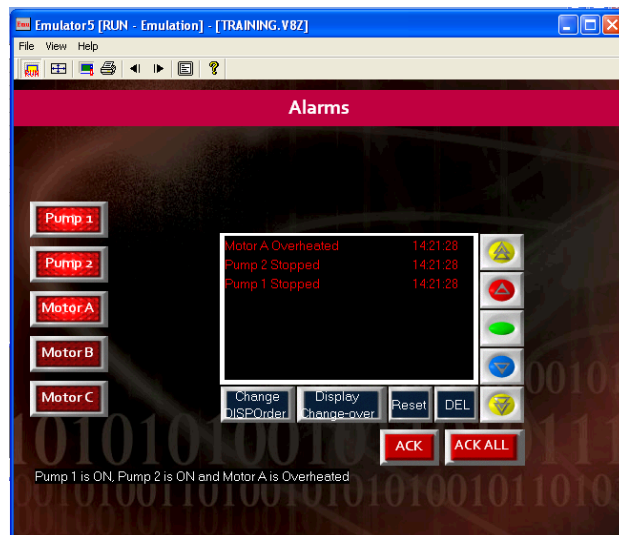 Emulator5 [RUN - Emulation] - [TRAINING.V8Z]
File View Help
RUN
Alarms
Pump 1
Pump 2
Motor A
Motor B
Motor C
Motor A Overheated 14:21:28
Pump 2 Stopped 14:21:28
Pump 1 Stopped 14:21:28
Change DISPOrder
Display Change-over
Reset
DEL
ACK
ACK ALL
Pump 1 is ON, Pump 2 is ON and Motor A is Overheated